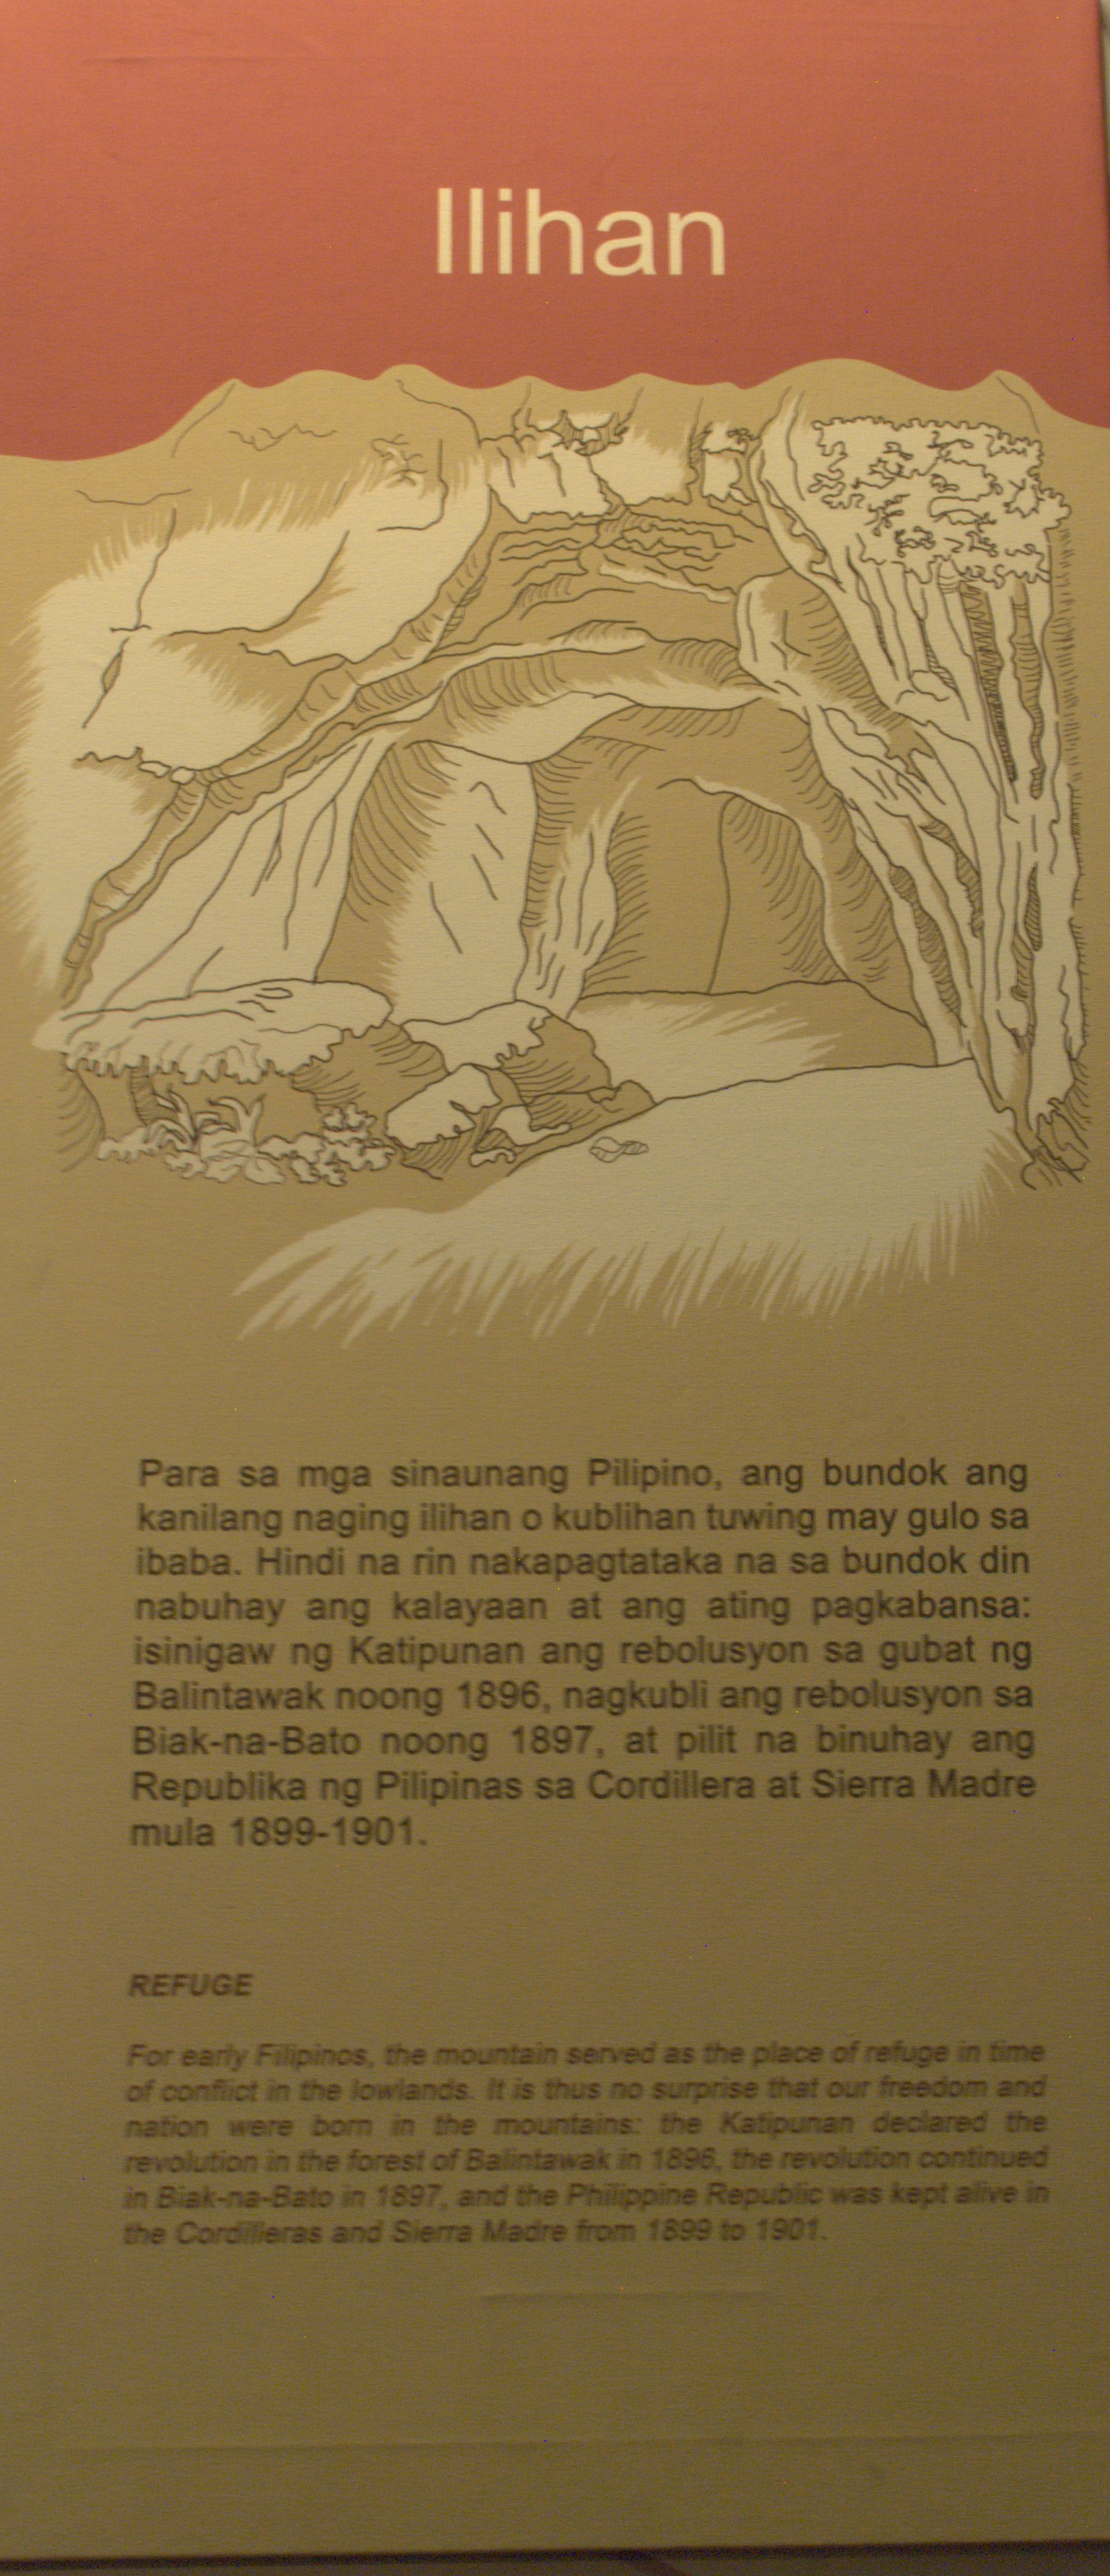 Ilihan
Para sa mga sinaunang Pilipino, ang bundok ang
kanilang naging ilihan o kublihan tuwing may gulo sa
ibaba. Hindi na rin nakapagtataka na sa bundok din
nabuhay ang kalayaan at ang ating pagkabansa:
isinigaw ng Katipunan ang rebolusyon sa gubat ng
Balintawak noong 1896, nagkubli ang rebolusyon sa
Biak-na-Bato noong 1897, at pilit na binuhay ang
Republika ng Pilipinas sa Cordillera at Sierra Madre
mula 1899-1901.
REFUGE
For early Filipinos, the mountain served as the place of refuge in time
of conflict in the lowlands. It is thus no surprise that our freedom and
nation were born in the mountains: the Katipunan declared the
revolution in the forest of Balintawak in 1896, the revolution continued
in Biak-na-Bato in 1897, and the Philippine Republic was kept alive in
the Cordilleras and Sierra Madre from 1899 to 1901.